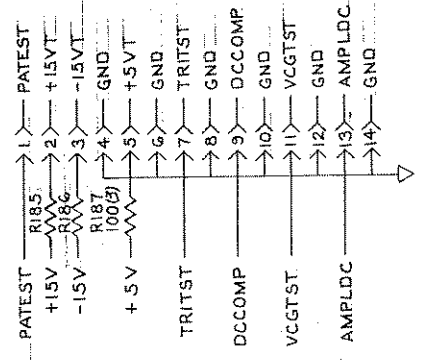 PATEST 1 PATEST
R185
+15V 2 +15VT
R186
-15V 3 -15VT
4 GND
R187
100(3)
+5V 5 +5VT
6 GND
TRITST 7 TRITST
8 GND
DCCOMP 9 DCCOMP
10 GND
VCGTST 11 VCGTST
12 GND
AMPLDC 13 AMPLDC
14 GND